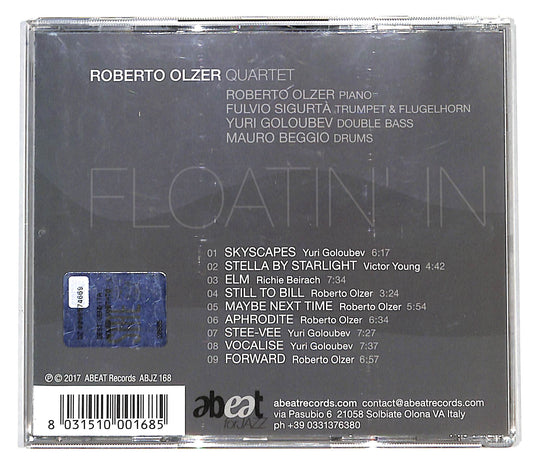 ROBERTO OLZER QUARTET
ROBERTO OLZER PIANO
FULVIO SIGURTÀ TRUMPET & FLUGELHORN
YURI GOLOUBEV DOUBLE BASS
MAURO BEGGIO DRUMS
FLOATIN' IN
01 SKYSCAPES Yuri Goloubev 6:17
02 STELLA BY STARLIGHT Victor Young 4:42
03 ELM Richie Beirach 7:34
04 STILL TO BILL Roberto Olzer 3:24
05 MAYBE NEXT TIME Roberto Olzer 5:54
06 APHRODITE Roberto Olzer 6:34
07 STEE-VEE Yuri Goloubev 7:27
08 VOCALISE Yuri Goloubev 7:37
09 FORWARD Roberto Olzer 6:57
℗ © 2017 ABEAT Records ABJZ 168
8 031510 001685
abeat
forJAZZ
abeatrecords.com contact@abeatrecords.com
via Pasubio 6 21058 Solbiate Olona VA Italy
ph +39 0331376380